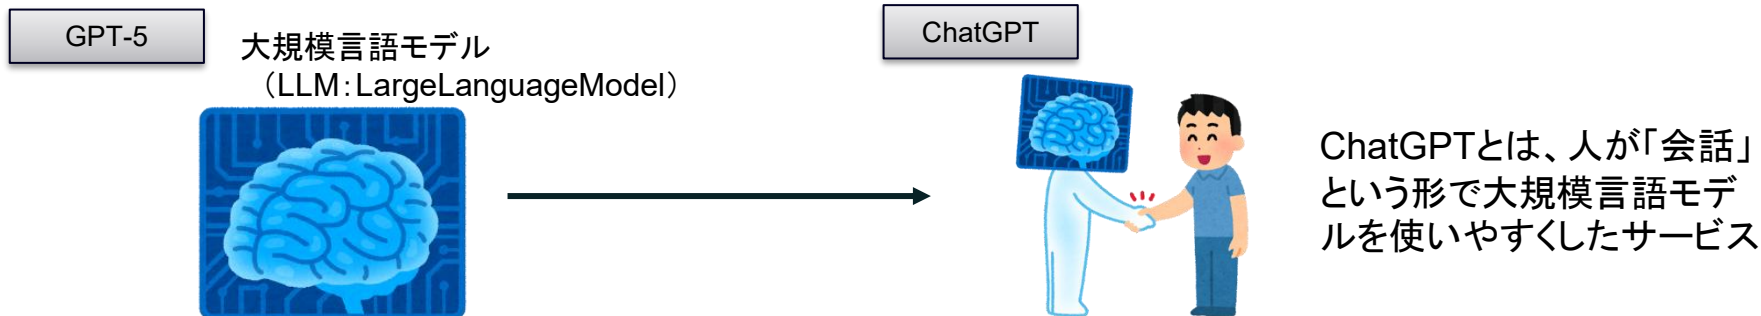 GPT-5
大規模言語モデル
（LLM：LargeLanguageModel）
ChatGPT
ChatGPTとは、人が「会話」
という形で大規模言語モデ
ルを使いやすくしたサービス